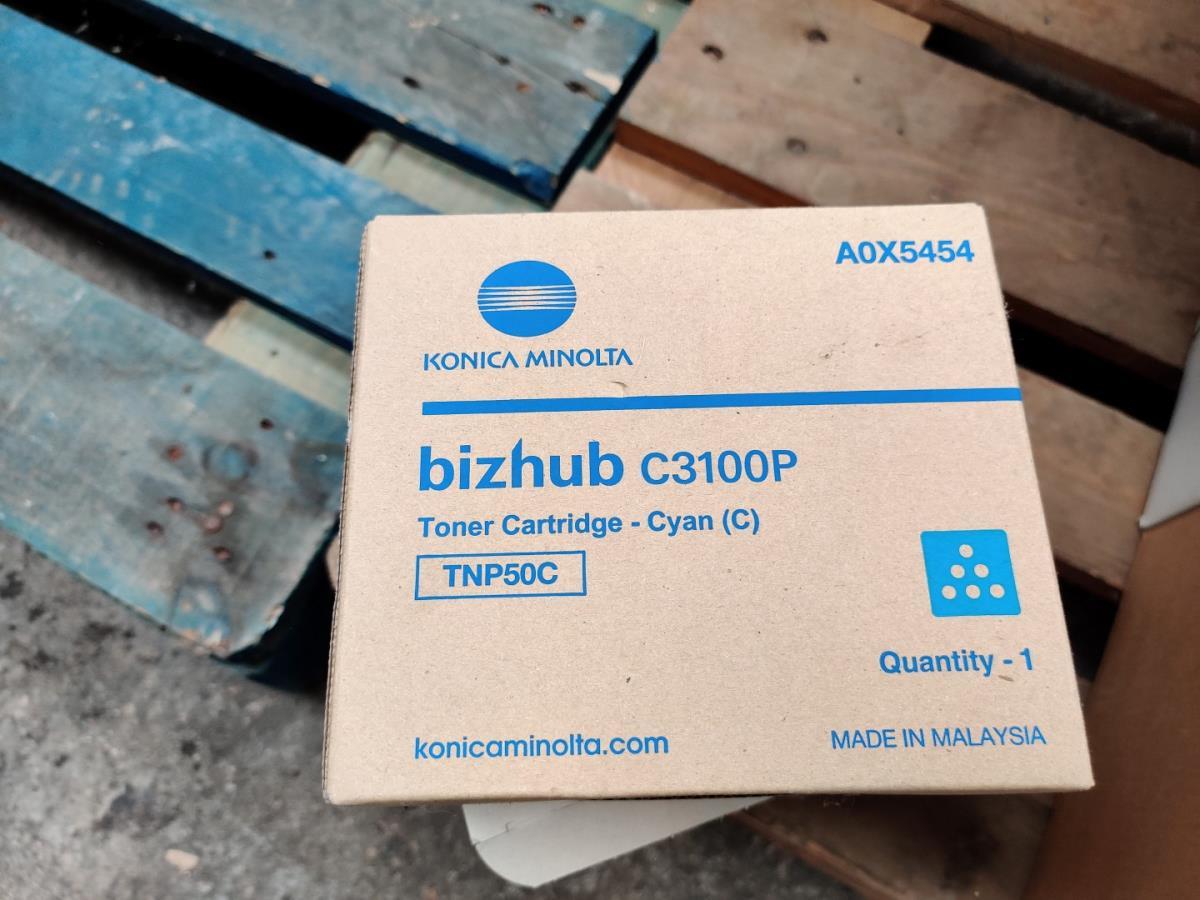 A0X5454
KONICA MINOLTA
bizhub C3100P
Toner Cartridge - Cyan (C)
TNP50C
Quantity - 1
konicaminolta.com
MADE IN MALAYSIA